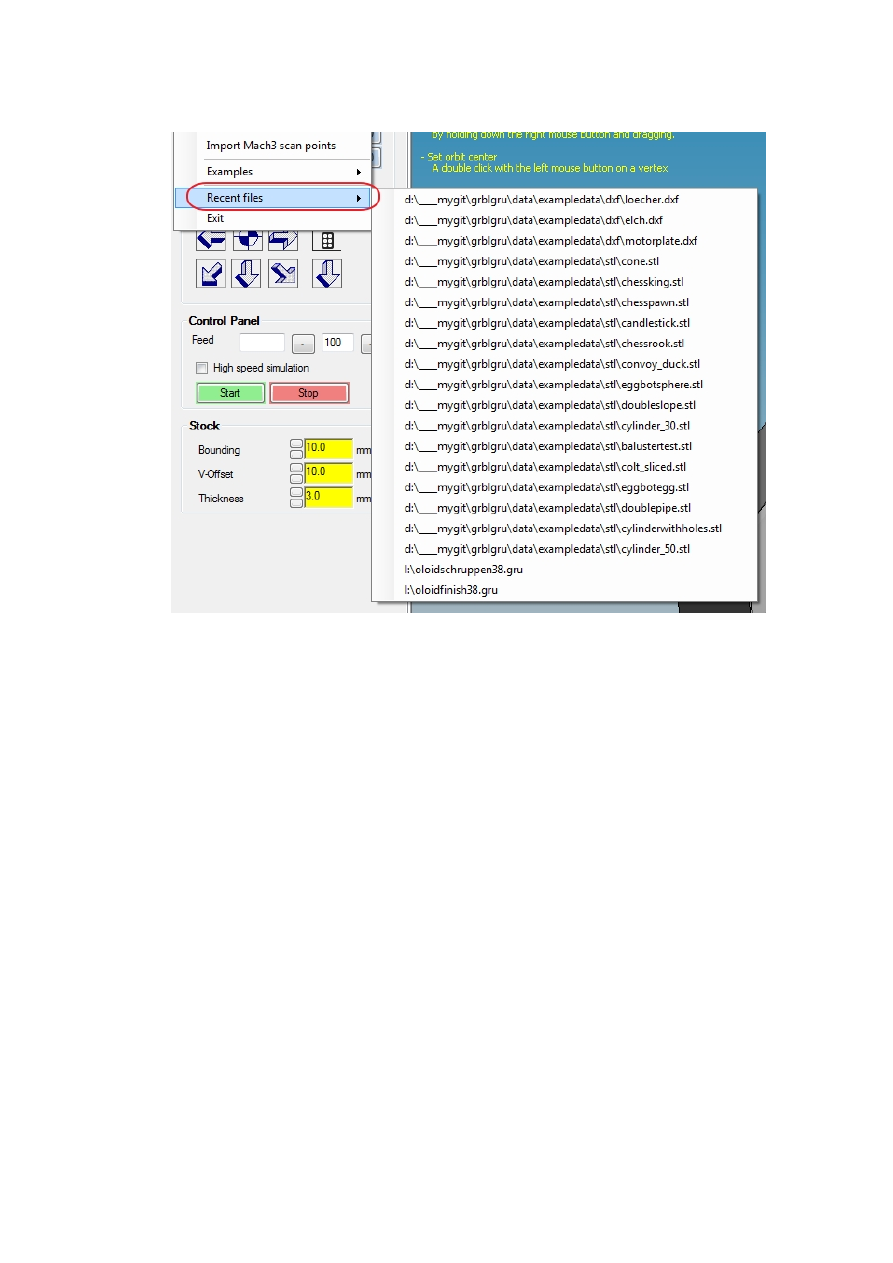 by holding down the right mouse button and dragging.
- Set orbit center
A double click with the left mouse button on a vertex
Import Mach3 scan points
Examples
Recent files
Exit
d:\___mygit\grblgru\data\exampledata\dxf\loecher.dxf
d:\___mygit\grblgru\data\exampledata\dxf\elch.dxf
d:\___mygit\grblgru\data\exampledata\dxf\motorplate.dxf
d:\___mygit\grblgru\data\exampledata\stl\cone.stl
d:\___mygit\grblgru\data\exampledata\stl\chessking.stl
d:\___mygit\grblgru\data\exampledata\stl\chesspawn.stl
d:\___mygit\grblgru\data\exampledata\stl\candlestick.stl
d:\___mygit\grblgru\data\exampledata\stl\chessrook.stl
d:\___mygit\grblgru\data\exampledata\stl\convoy_duck.stl
d:\___mygit\grblgru\data\exampledata\stl\eggbotsphere.stl
d:\___mygit\grblgru\data\exampledata\stl\doubleslope.stl
d:\___mygit\grblgru\data\exampledata\stl\cylinder_30.stl
d:\___mygit\grblgru\data\exampledata\stl\balustertest.stl
d:\___mygit\grblgru\data\exampledata\stl\colt_sliced.stl
d:\___mygit\grblgru\data\exampledata\stl\eggbotegg.stl
d:\___mygit\grblgru\data\exampledata\stl\doublepipe.stl
d:\___mygit\grblgru\data\exampledata\stl\cylinderwithholes.stl
d:\___mygit\grblgru\data\exampledata\stl\cylinder_50.stl
l:\oloidschruppen38.gru
l:\oloidfinish38.gru
Control Panel
Feed - 100 -
High speed simulation
Start Stop
Stock
Bounding 10.0 mm
V-Offset 10.0 mm
Thickness 3.0 mm